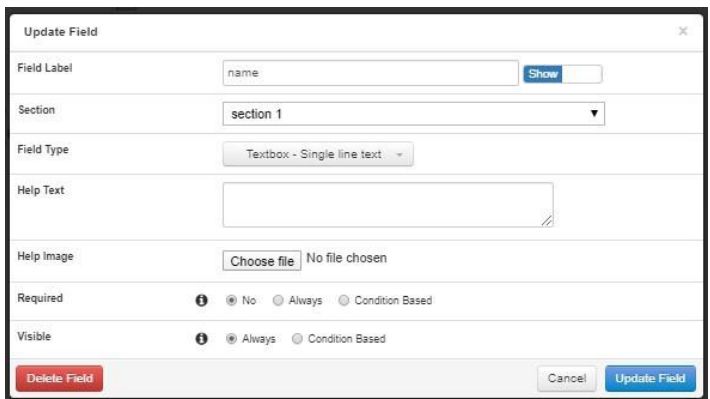 Update Field ×
Field Label name Show
Section section 1
Field Type Textbox - Single line text
Help Text
Help Image Choose file No file chosen
Required No Always Condition Based
Visible Always Condition Based
Delete Field Cancel Update Field